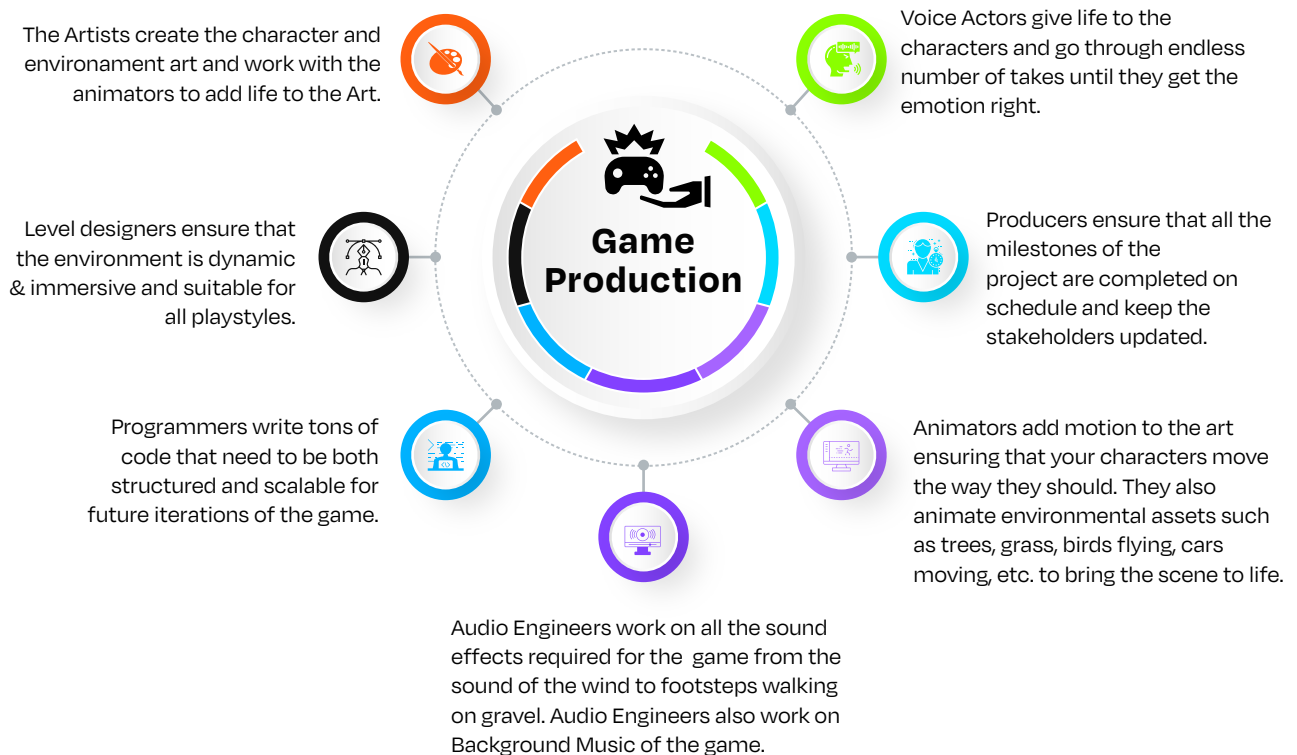 The Artists create the character and
environament art and work with the
animators to add life to the Art.
Voice Actors give life to the
characters and go through endless
number of takes until they get the
emotion right.
Game
Production
Level designers ensure that
the environment is dynamic
& immersive and suitable for
all playstyles.
Producers ensure that all the
milestones of the
project are completed on
schedule and keep the
stakeholders updated.
Programmers write tons of
code that need to be both
structured and scalable for
future iterations of the game.
Animators add motion to the art
ensuring that your characters move
the way they should. They also
animate environmental assets such
as trees, grass, birds flying, cars
moving, etc. to bring the scene to life.
Audio Engineers work on all the sound
effects required for the game from the
sound of the wind to footsteps walking
on gravel. Audio Engineers also work on
Background Music of the game.